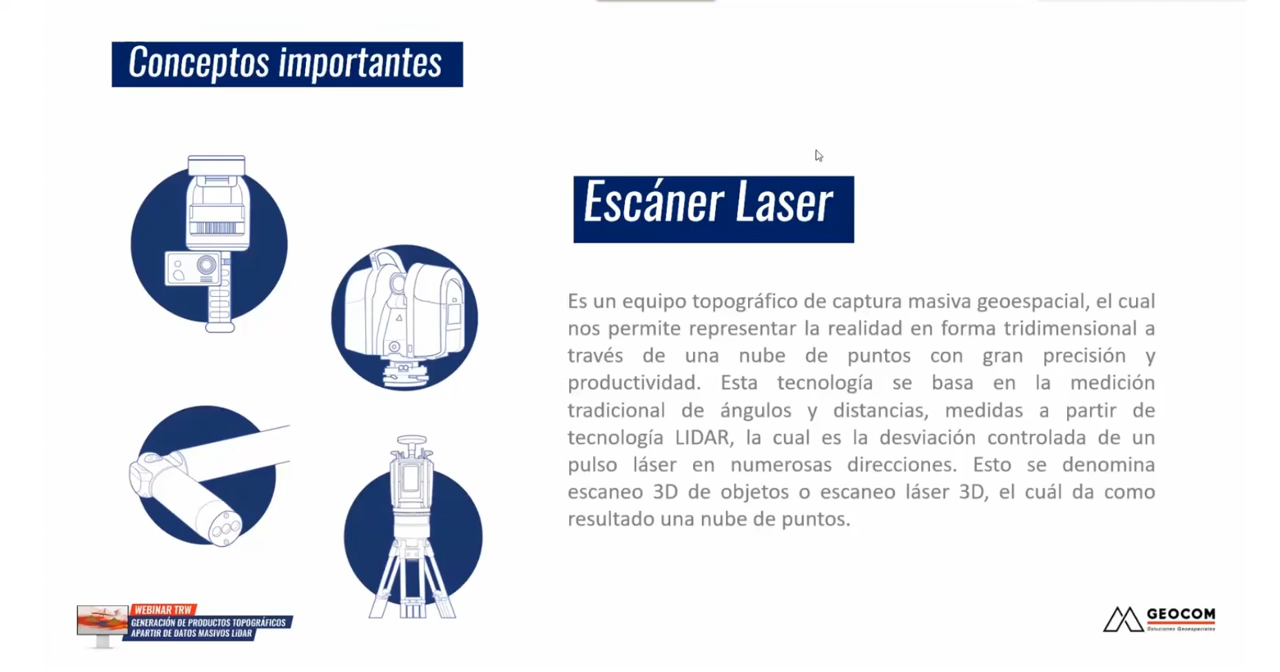 Conceptos importantes
Escáner Laser
Es un equipo topográfico de captura masiva geoespacial, el cual
nos permite representar la realidad en forma tridimensional a
través de una nube de puntos con gran precisión y
productividad. Esta tecnología se basa en la medición
tradicional de ángulos y distancias, medidas a partir de
tecnología LIDAR, la cual es la desviación controlada de un
pulso láser en numerosas direcciones. Esto se denomina
escaneo 3D de objetos o escaneo láser 3D, el cuál da como
resultado una nube de puntos.
WEBINAR TRW
GENERACIÓN DE PRODUCTOS TOPOGRÁFICOS
APARTIR DE DATOS MASIVOS LiDAR
GEOCOM
Soluciones Geoespaciales